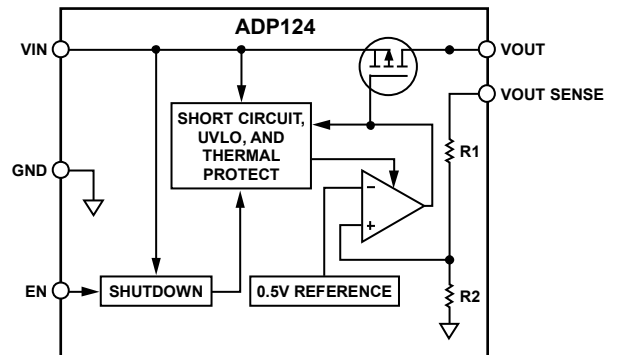 ADP124
VIN
VOUT
VOUT SENSE
SHORT CIRCUIT,
UVLO, AND
THERMAL
PROTECT
R1
GND
−
+
EN
SHUTDOWN
0.5V REFERENCE
R2